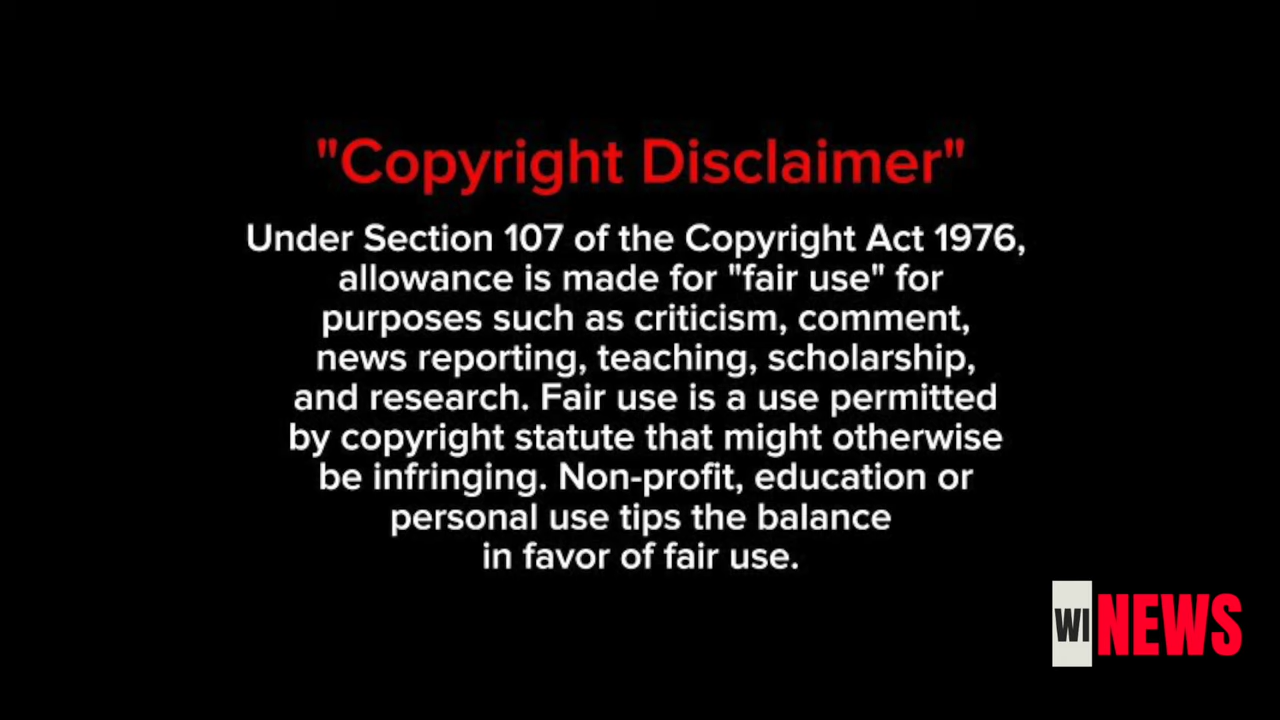 "Copyright Disclaimer"
Under Section 107 of the Copyright Act 1976,
allowance is made for "fair use" for
purposes such as criticism, comment,
news reporting, teaching, scholarship,
and research. Fair use is a use permitted
by copyright statute that might otherwise
be infringing. Non-profit, education or
personal use tips the balance
in favor of fair use.
WI NEWS